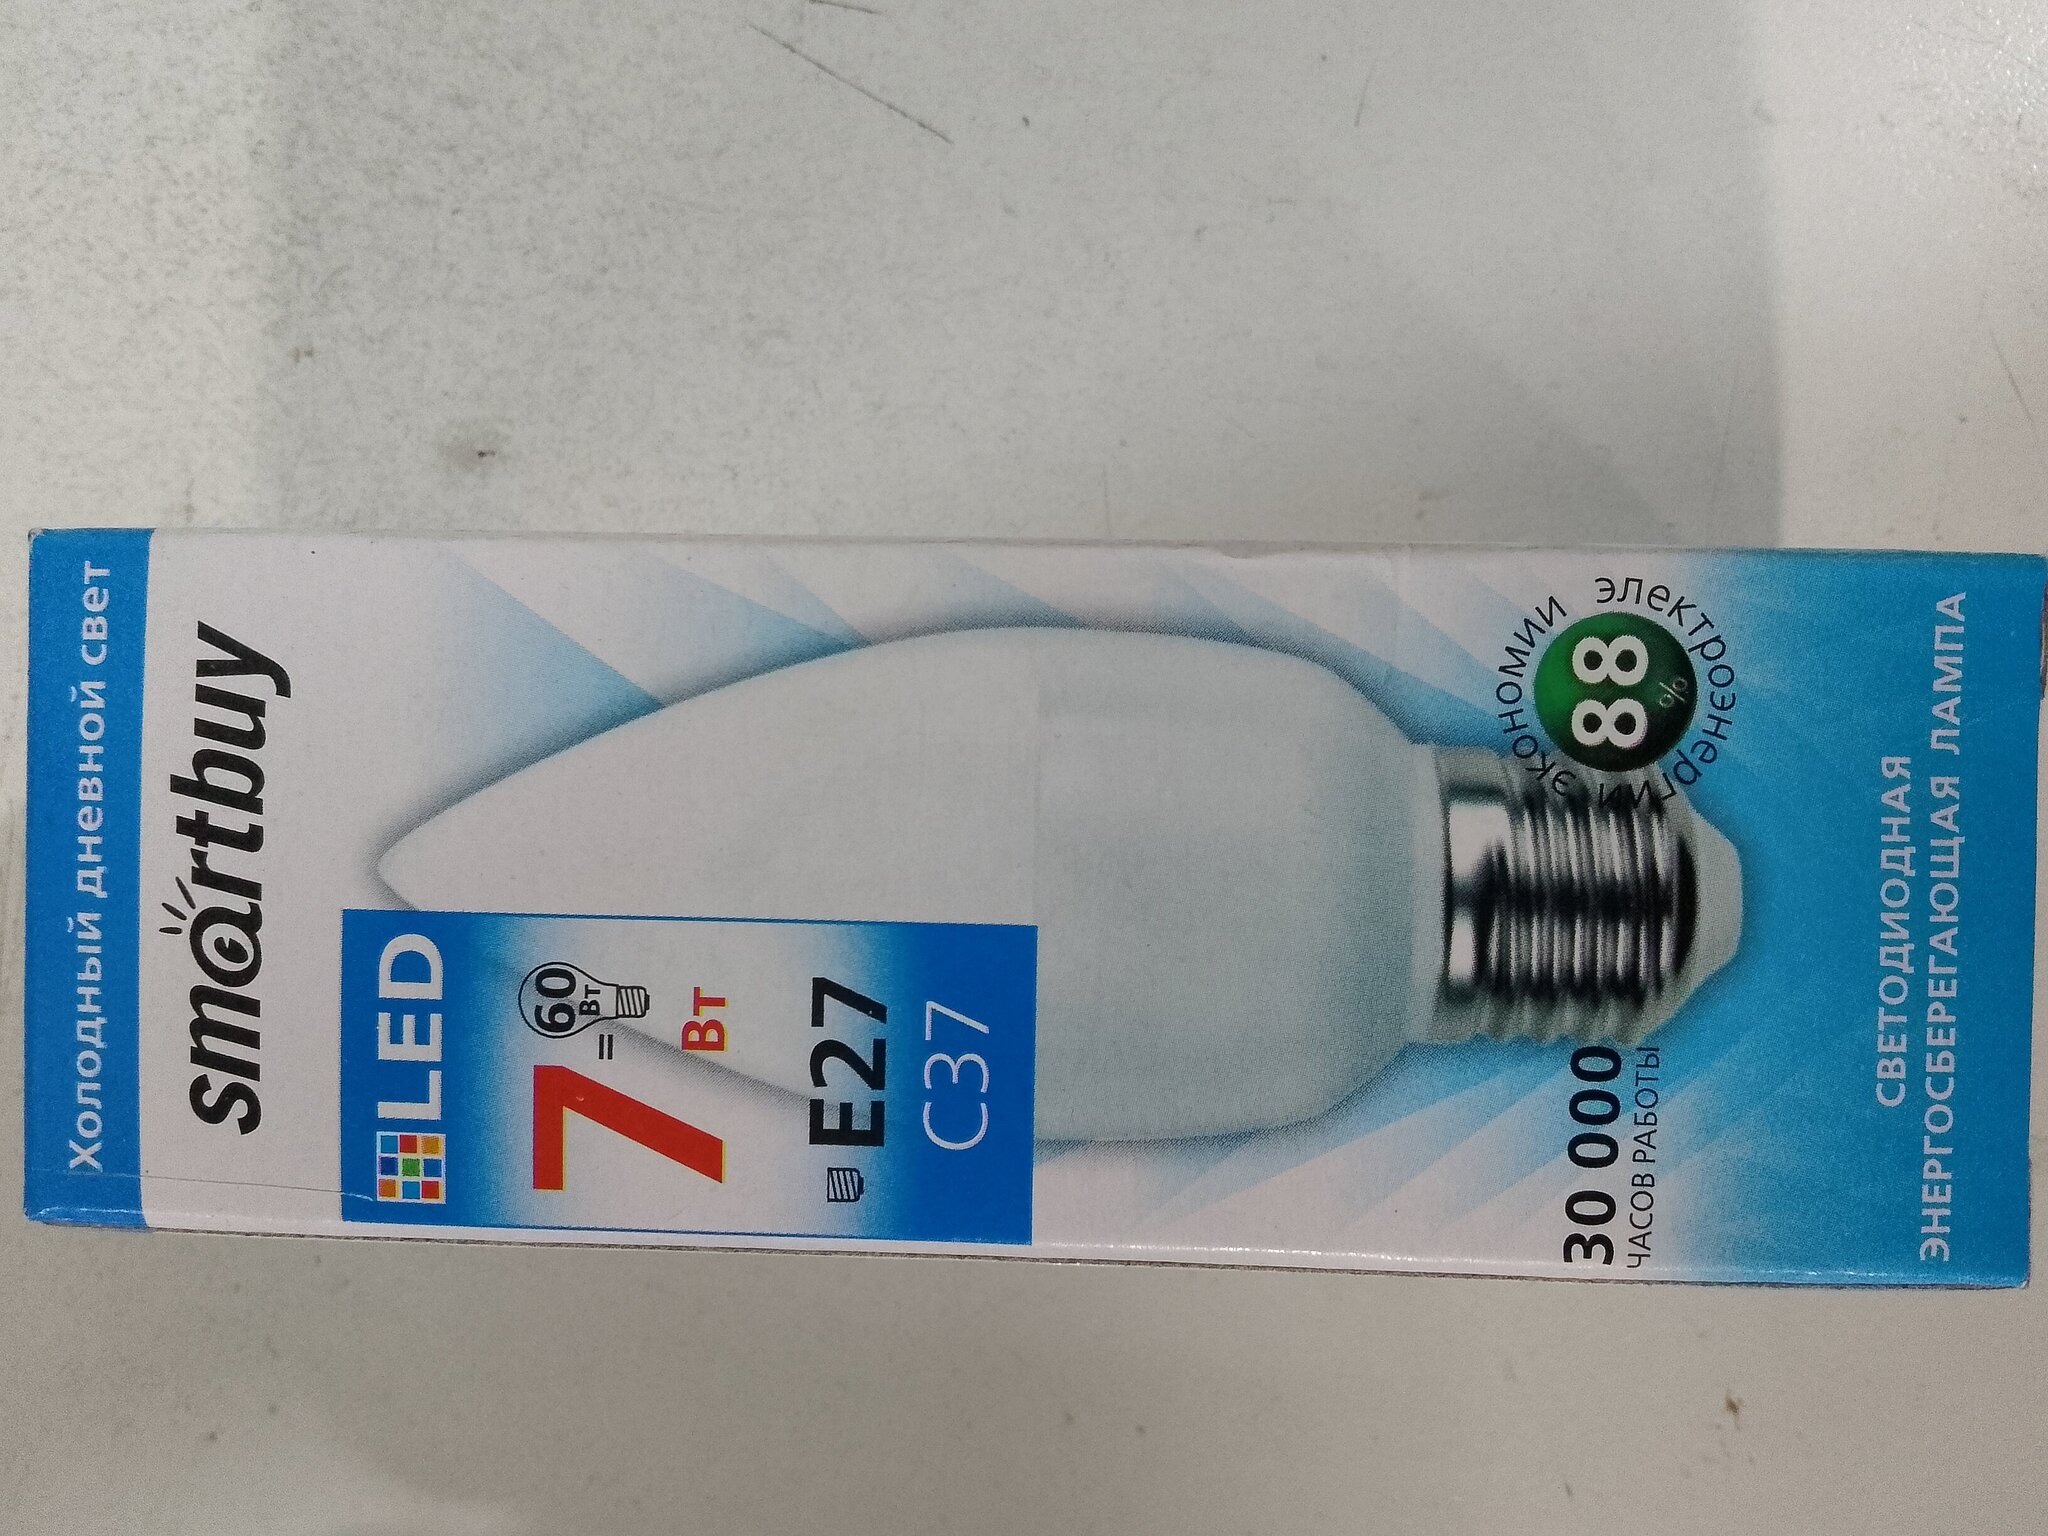 Холодный дневной свет
smartbuy
LED
7 Вт = 60 Вт
E27
C37
88%
экономии электроэнергии
30 000
ЧАСОВ РАБОТЫ
СВЕТОДИОДНАЯ
ЭНЕРГОСБЕРЕГАЮЩАЯ ЛАМПА